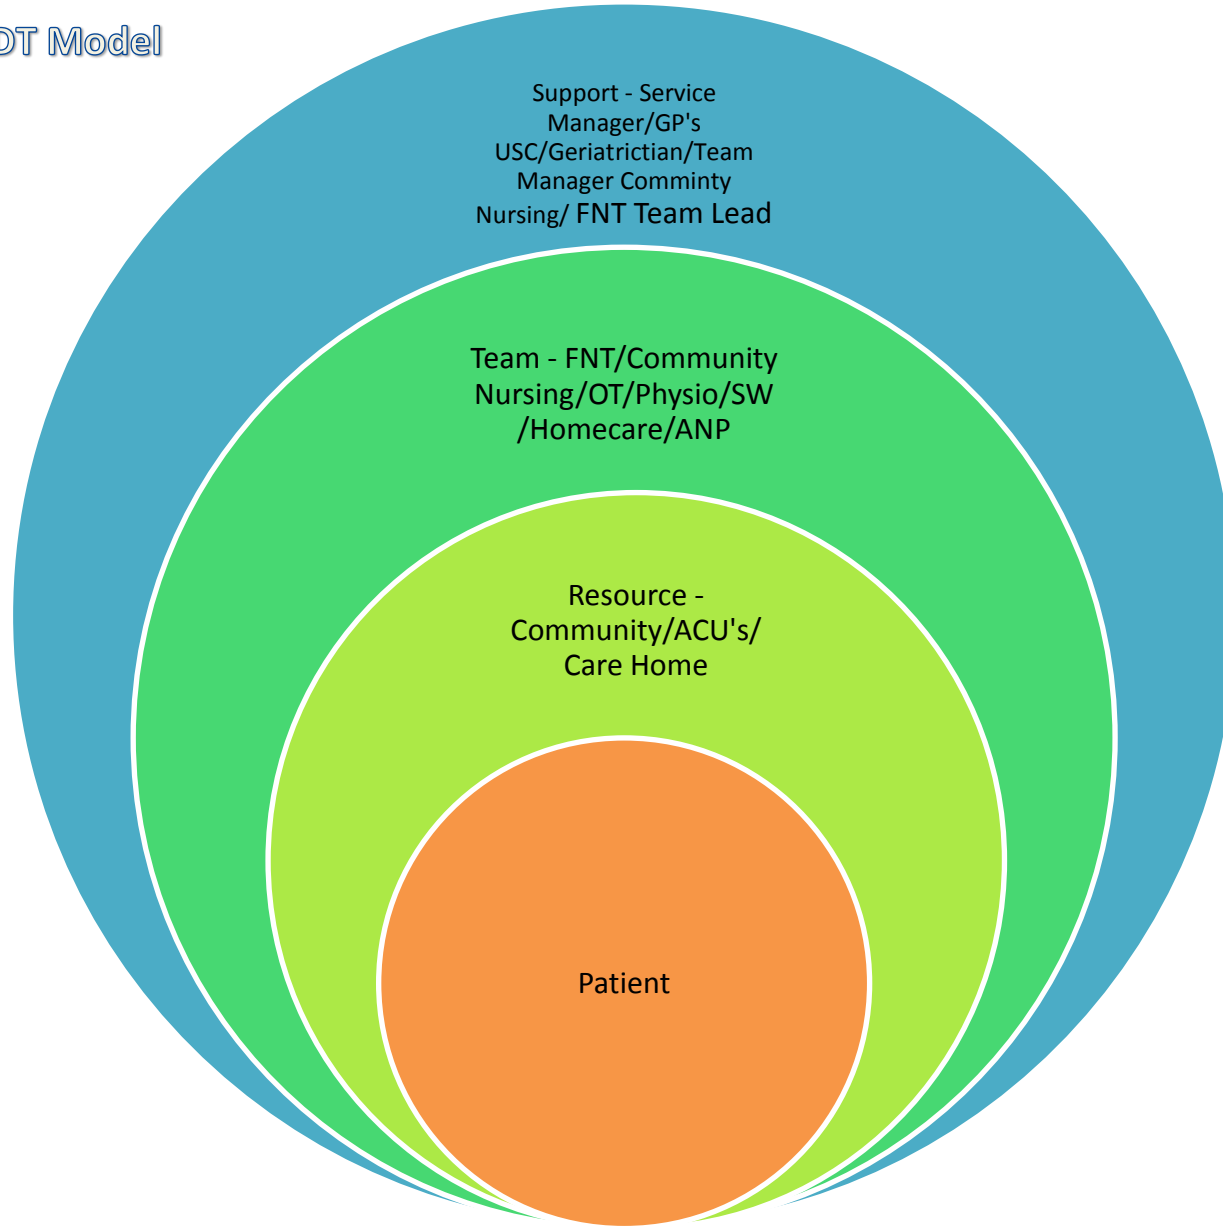 OT Model
Support - Service
Manager/GP's
USC/Geriatrictian/Team
Manager Comminty
Nursing/ FNT Team Lead
Team - FNT/Community
Nursing/OT/Physio/SW
/Homecare/ANP
Resource -
Community/ACU's/
Care Home
Patient